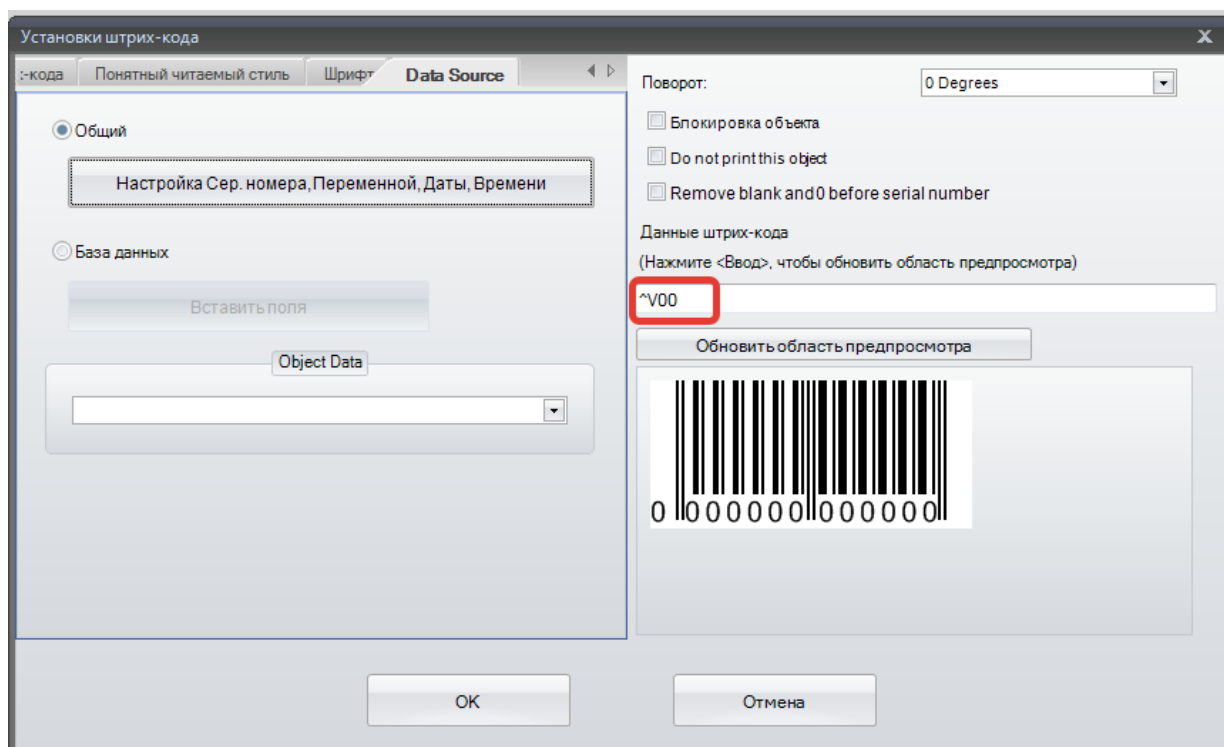 Установки штрих-кода
X
:-кода Понятный читаемый стиль Шрифт Data Source
Общий
Настройка Сер. номера,Переменной,Даты,Времени
База данных
Вставить поля
Object Data
Поворот: 0 Degrees
Блокировка объекта
Do not print this object
Remove blank and 0 before serial number
Данные штрих-кода
(Нажмите <Ввод>, чтобы обновить область предпросмотра)
^V00
Обновить область предпросмотра
0 000000 000000
OK Отмена